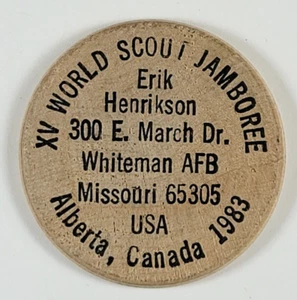 XV WORLD SCOUT JAMBOREE
Erik
Henrikson
300 E. March Dr.
Whiteman AFB
Missouri 65305
USA
Alberta, Canada 1983